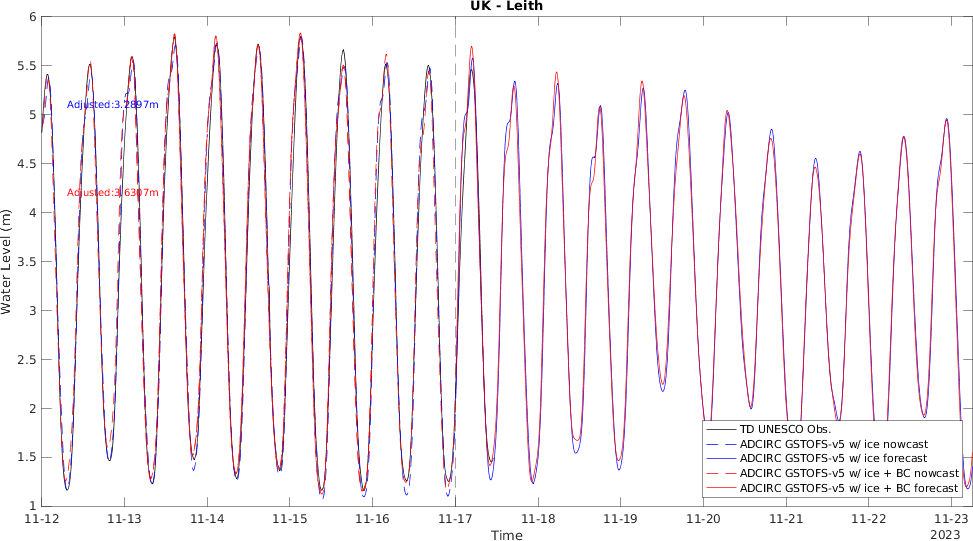 UK - Leith
6
5.5
5
4.5
4
3.5
3
2.5
2
1.5
1
Water Level (m)
Adjusted:3.2897m
Adjusted:3.6307m
TD UNESCO Obs.
ADCIRC GSTOFS-v5 w/ ice nowcast
ADCIRC GSTOFS-v5 w/ ice forecast
ADCIRC GSTOFS-v5 w/ ice + BC nowcast
ADCIRC GSTOFS-v5 w/ ice + BC forecast
11-12 11-13 11-14 11-15 11-16 11-17 11-18 11-19 11-20 11-21 11-22 11-23
Time
2023